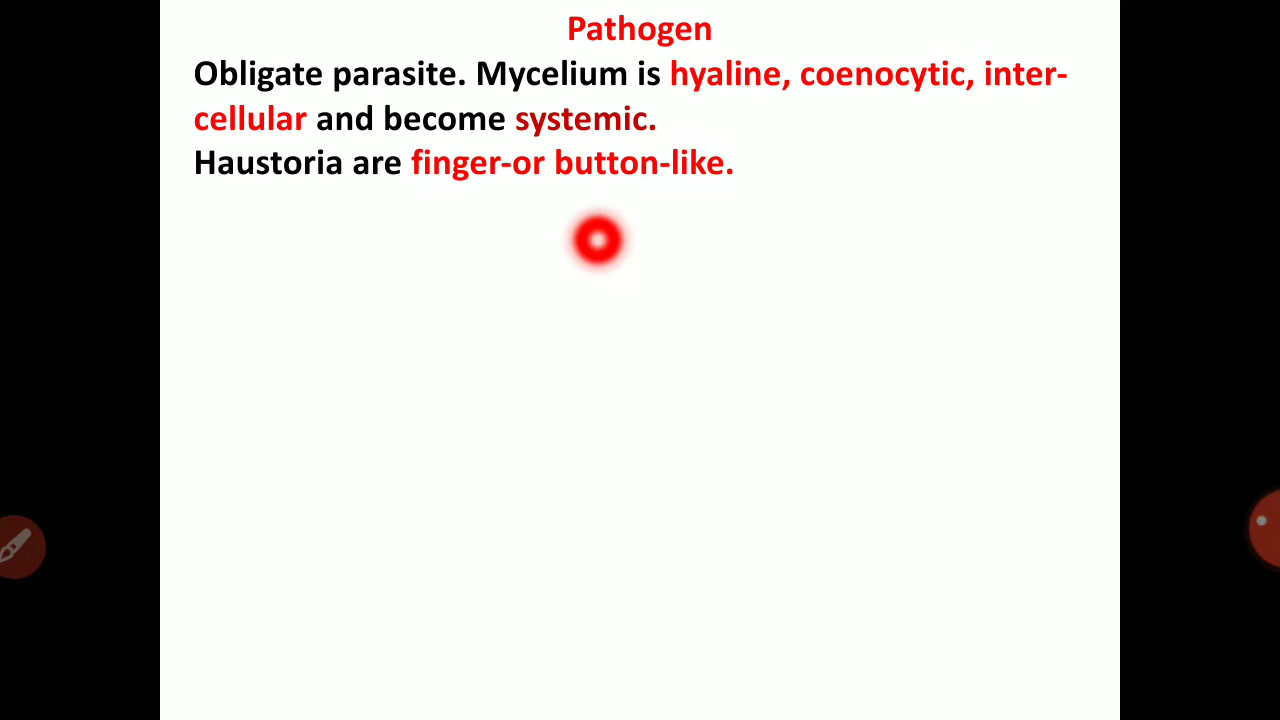 Pathogen
Obligate parasite. Mycelium is hyaline, coenocytic, inter-
cellular and become systemic.
Haustoria are finger-or button-like.